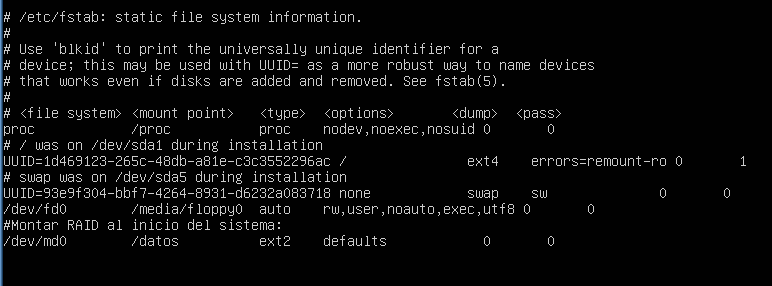 # /etc/fstab: static file system information.
#
# Use 'blkid' to print the universally unique identifier for a
# device; this may be used with UUID= as a more robust way to name devices
# that works even if disks are added and removed. See fstab(5).
#
# <file system> <mount point>   <type>  <options>       <dump>  <pass>
proc            /proc           proc    nodev,noexec,nosuid 0       0
# / was on /dev/sda1 during installation
UUID=1d469123-265c-48db-a81e-c3c3552296ac /               ext4    errors=remount-ro 0       1
# swap was on /dev/sda5 during installation
UUID=93e9f304-bbf7-4264-8931-d6232a083718 none            swap    sw              0       0
/dev/fd0        /media/floppy0  auto    rw,user,noauto,exec,utf8 0       0
#Montar RAID al inicio del sistema:
/dev/md0        /datos          ext2    defaults            0       0